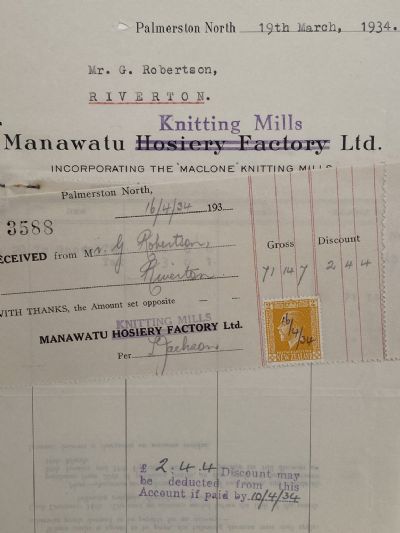 Palmerston North 19th March, 1934.
Mr. G. Robertson,
RIVERTON.
Knitting Mills
Manawatu Hosiery Factory Ltd.
INCORPORATING THE "MACLONE" KNITTING MILLS
Palmerston North,
16/4/34 193
3588
RECEIVED from Mr. G Robertson,
Riverton
Gross Discount
71 14 7 2 4 4
WITH THANKS, the Amount set opposite
KNITTING MILLS
MANAWATU HOSIERY FACTORY Ltd.
Per
16/4/34
NEW ZEALAND
£ 2.4.4 Discount may
be deducted from this
Account if paid by 10/4/34